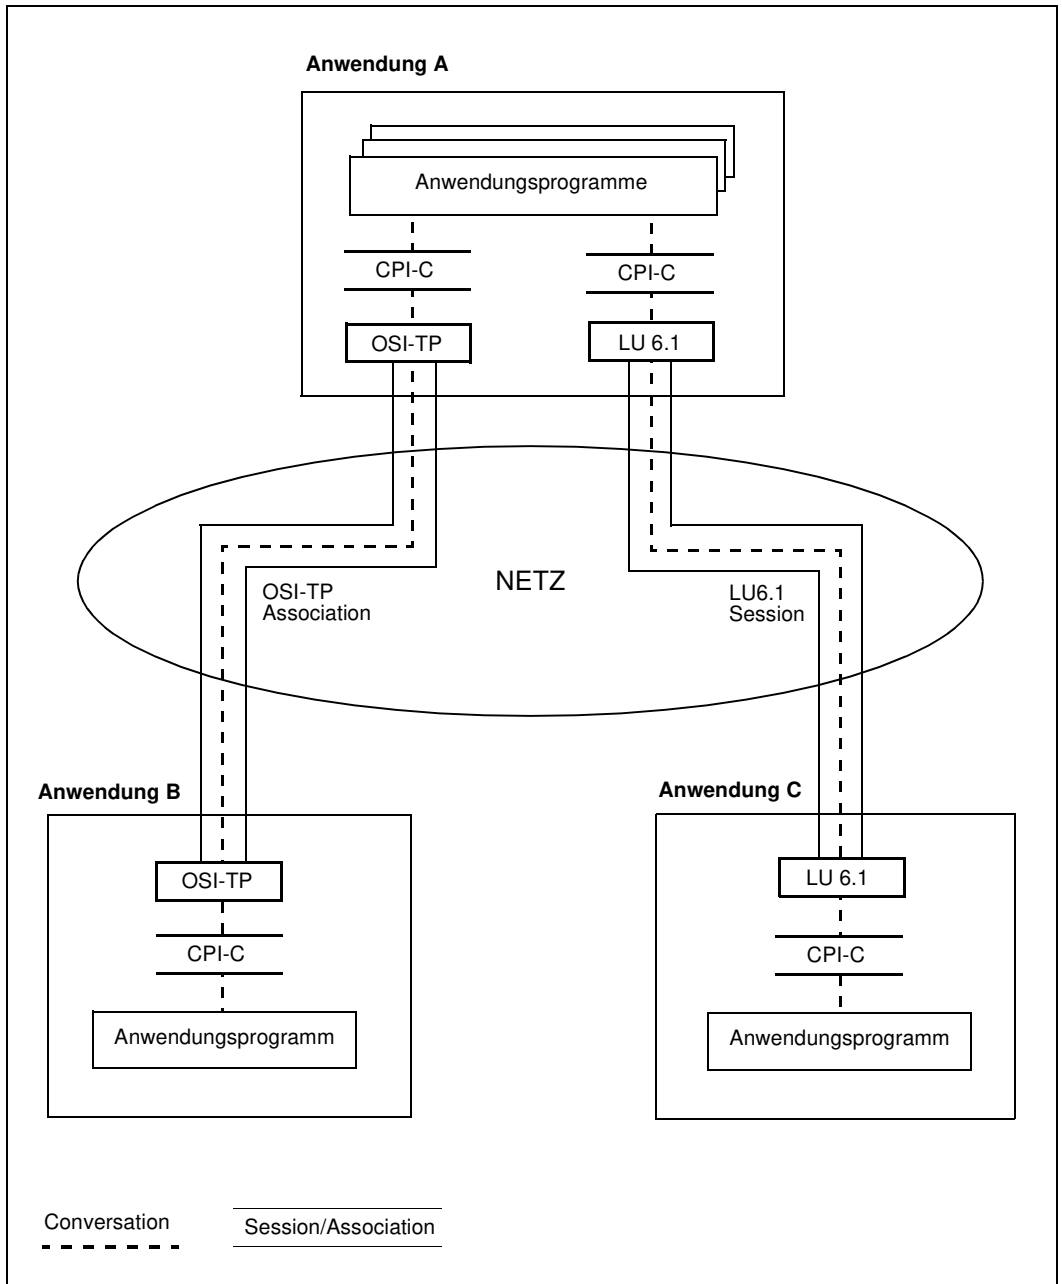 Anwendung A
Anwendungsprogramme
CPI-C
CPI-C
OSI-TP
LU 6.1
OSI-TP
Association
NETZ
LU6.1
Session
Anwendung B
Anwendung C
OSI-TP
LU 6.1
CPI-C
CPI-C
Anwendungsprogramm
Anwendungsprogramm
Conversation
Session/Association